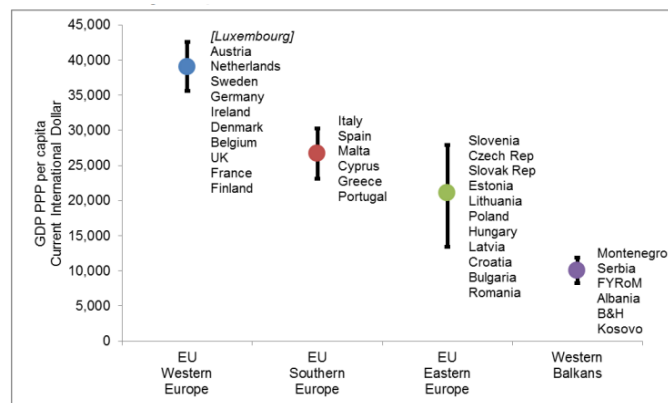 45,000
40,000
35,000
30,000
25,000
20,000
15,000
10,000
5,000
0
GDP PPP per capita
Current International Dollar
[Luxembourg]
Austria
Netherlands
Sweden
Germany
Ireland
Denmark
Belgium
UK
France
Finland
Italy
Spain
Malta
Cyprus
Greece
Portugal
Slovenia
Czech Rep
Slovak Rep
Estonia
Lithuania
Poland
Hungary
Latvia
Croatia
Bulgaria
Romania
Montenegro
Serbia
FYRoM
Albania
B&H
Kosovo
EU
Western
Europe
EU
Southern
Europe
EU
Eastern
Europe
Western
Balkans